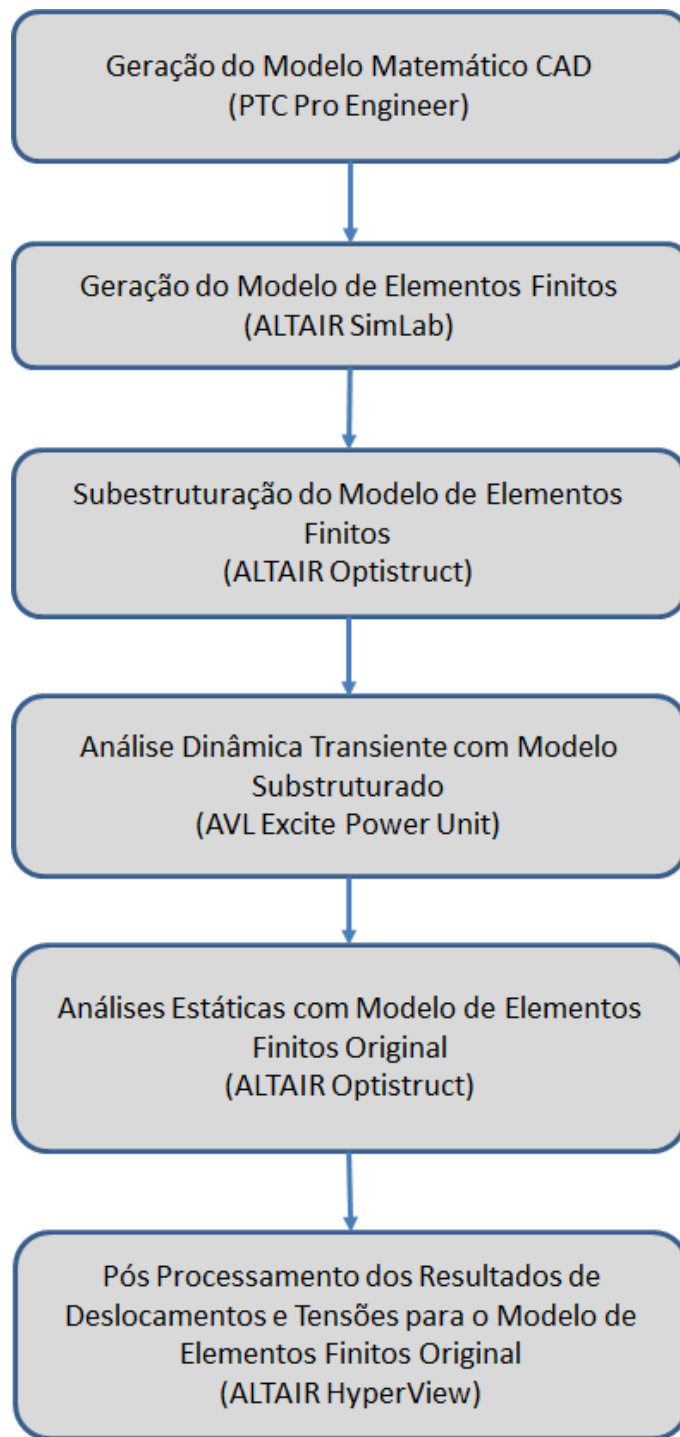 Geração do Modelo Matemático CAD
(PTC Pro Engineer)
Geração do Modelo de Elementos Finitos
(ALTAIR SimLab)
Subestruturação do Modelo de Elementos
Finitos
(ALTAIR Optistruct)
Análise Dinâmica Transiente com Modelo
Substruturado
(AVL Excite Power Unit)
Análises Estáticas com Modelo de Elementos
Finitos Original
(ALTAIR Optistruct)
Pós Processamento dos Resultados de
Deslocamentos e Tensões para o Modelo de
Elementos Finitos Original
(ALTAIR HyperView)